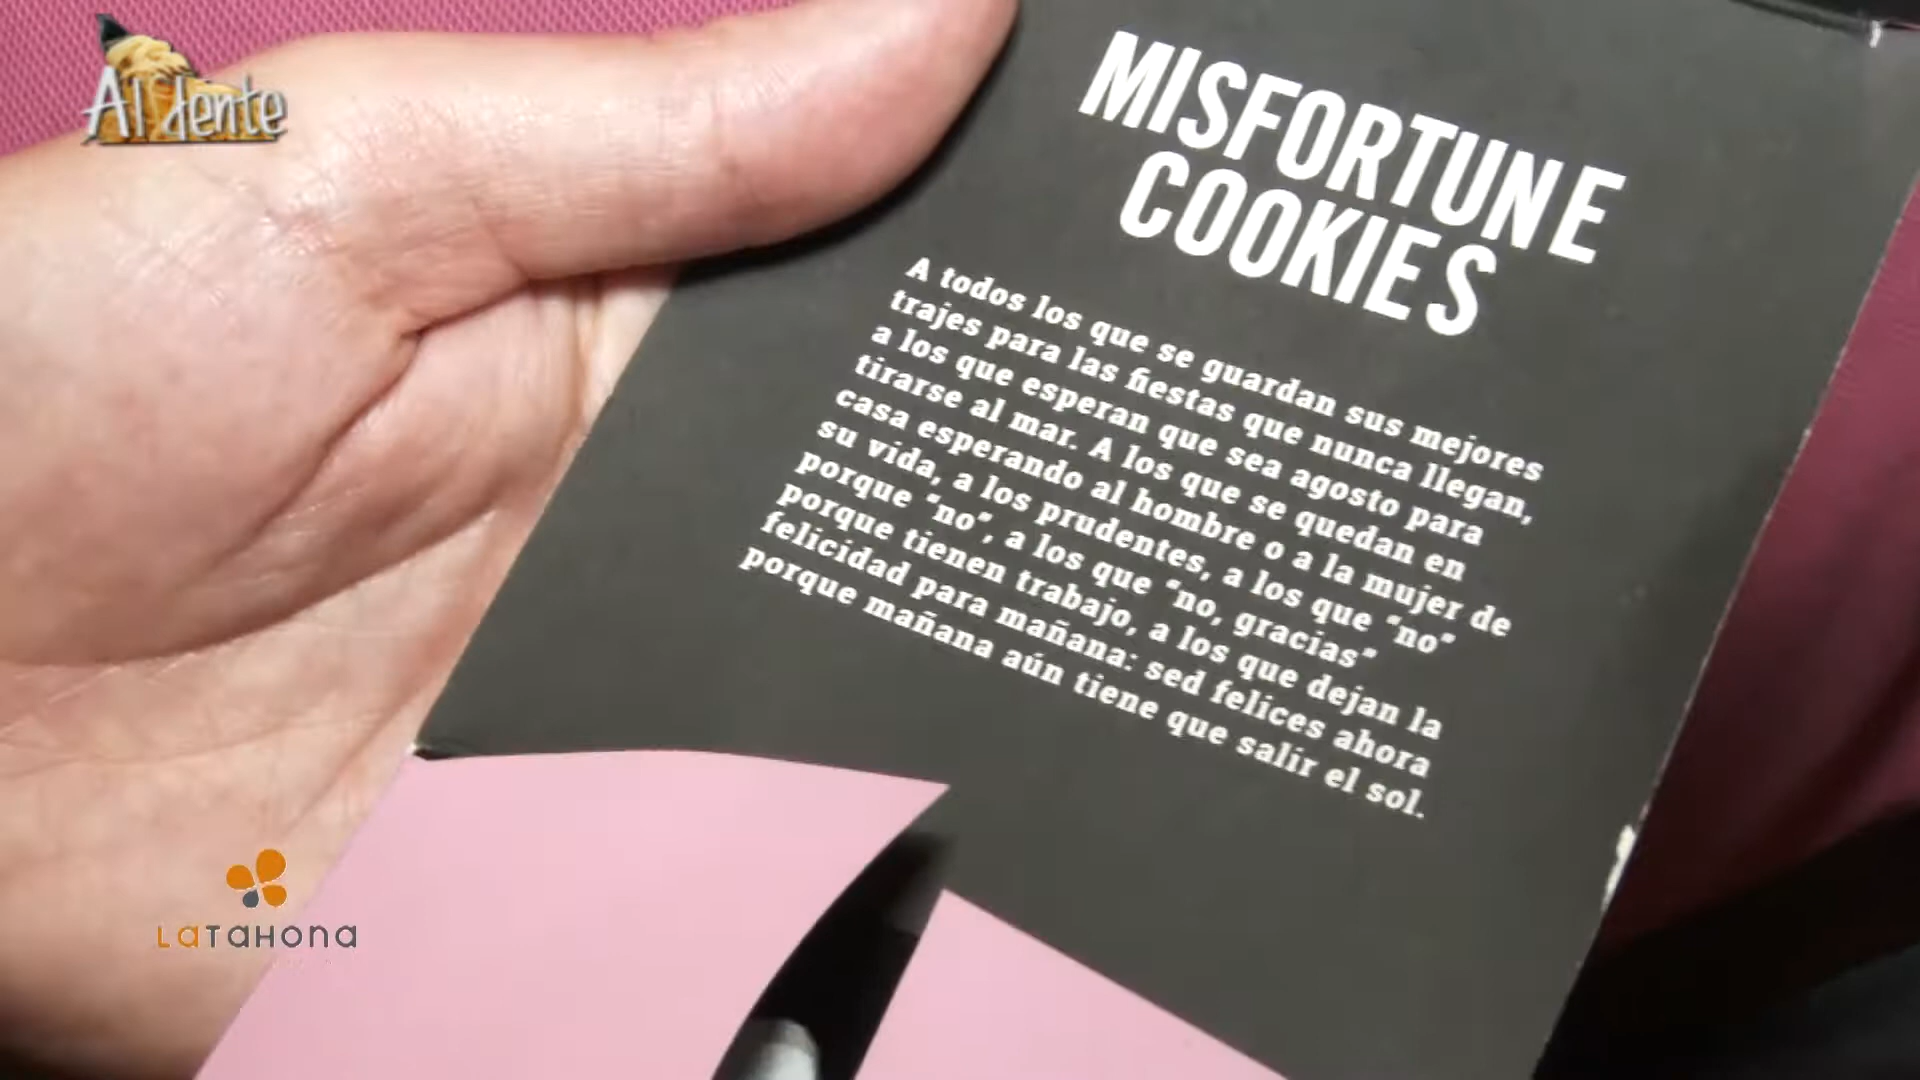 Al dente
MISFORTUNE
COOKIES
A todos los que se guardan sus mejores
trajes para las fiestas que nunca llegan,
a los que esperan que sea agosto para
tirarse al mar. A los que se quedan en
casa esperando al hombre o a la mujer de
su vida, a los prudentes, a los que "no"
porque "no", a los que "no, gracias"
porque tienen trabajo, a los que dejan la
felicidad para mañana: sed felices ahora
porque mañana aún tiene que salir el sol.
LaTaHona